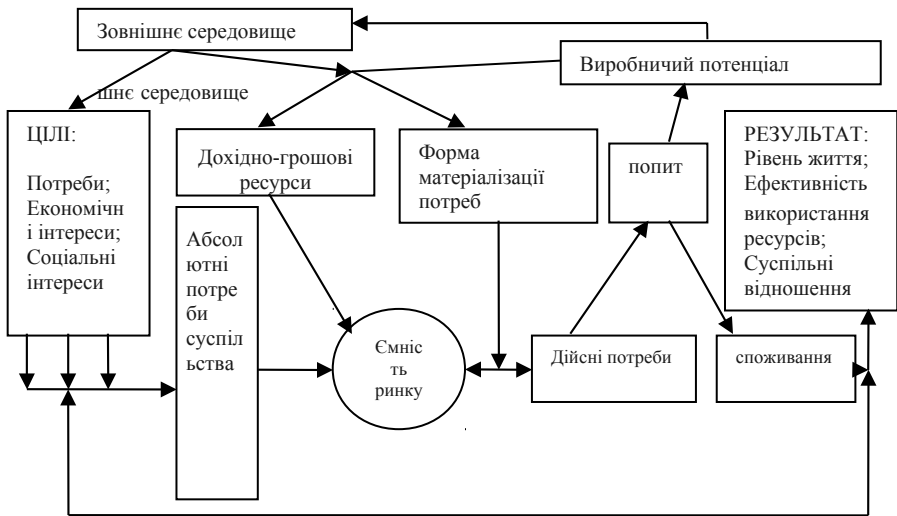 Зовнішнє середовище
Виробничий потенціал
шнє середовище
ЦІЛІ:
Потреби;
Економічн
і інтереси;
Соціальні
інтереси
Дохідно-грошові
ресурси
Форма
матеріалізації
потреб
попит
РЕЗУЛЬТАТ:
Рівень життя;
Ефективність
використання
ресурсів;
Суспільні
відношення
Абсол
ютні
потре
би
суспіл
ьства
Ємніс
ть
ринку
Дійсні потреби
споживання